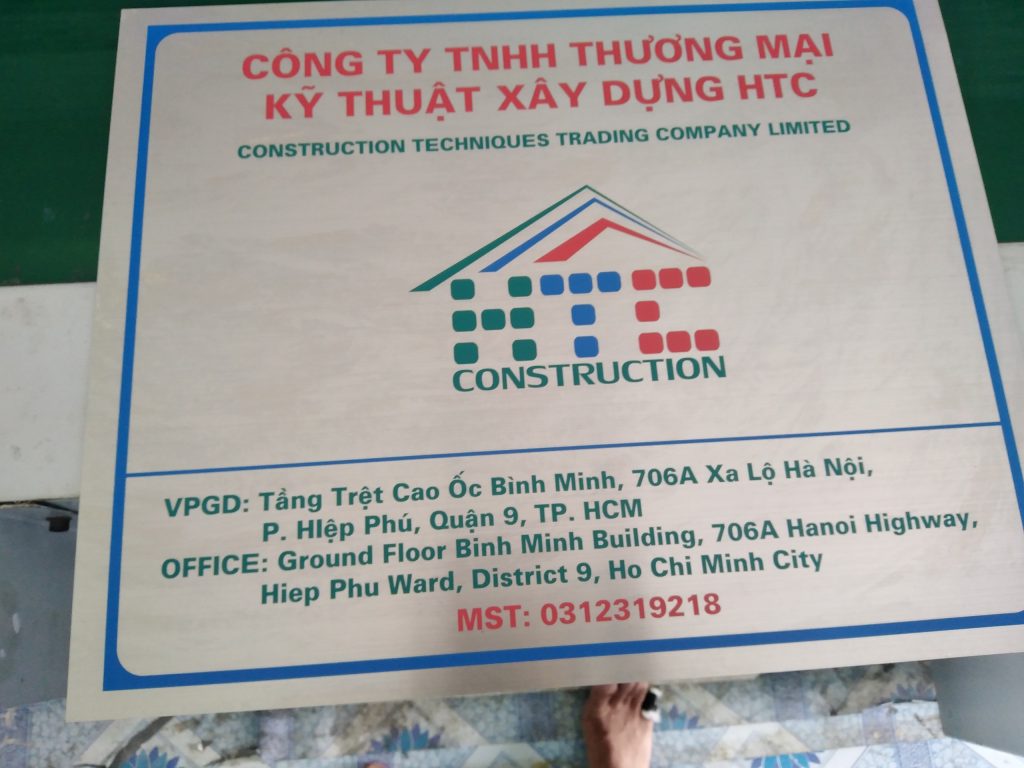 CÔNG TY TNHH THƯƠNG MẠI
KỸ THUẬT XÂY DỰNG HTC
CONSTRUCTION TECHNIQUES TRADING COMPANY LIMITED
HTC
CONSTRUCTION
VPGD: Tầng Trệt Cao Ốc Bình Minh, 706A Xa Lộ Hà Nội,
P. HIệp Phú, Quận 9, TP. HCM
OFFICE: Ground Floor Binh Minh Building, 706A Hanoi Highway,
Hiep Phu Ward, District 9, Ho Chi Minh City
MST: 0312319218